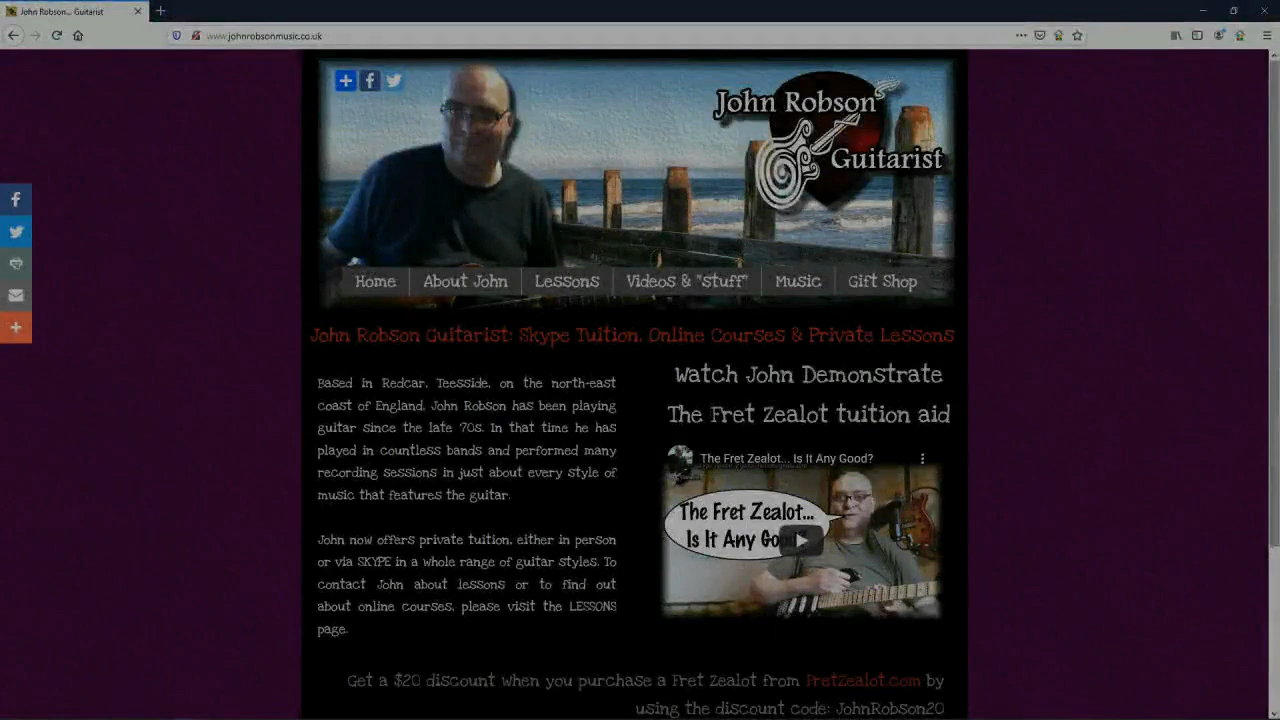 John Robson... Guitarist
www.johnrobsonmusic.co.uk
John Robson
Guitarist
Home
About John
Lessons
Videos & "stuff"
Music
Gift Shop
John Robson Guitarist: Skype Tuition, Online Courses & Private Lessons
Based in Redcar, Teesside, on the north-east
coast of England, John Robson has been playing
guitar since the late 70s. In that time he has
played in countless bands and performed many
recording sessions in just about every style of
music that features the guitar.
John now offers private tuition, either in person
or via SKYPE in a whole range of guitar styles. To
contact John about lessons or to find out
about online courses, please visit the LESSONS
page.
Watch John Demonstrate
The Fret Zealot tuition aid
The Fret Zealot... Is It Any Good?
The Fret Zealot...
Is It Any Good?
Get a $20 discount when you purchase a Fret Zealot from FretZealot.com by
using the discount code: JohnRobson20